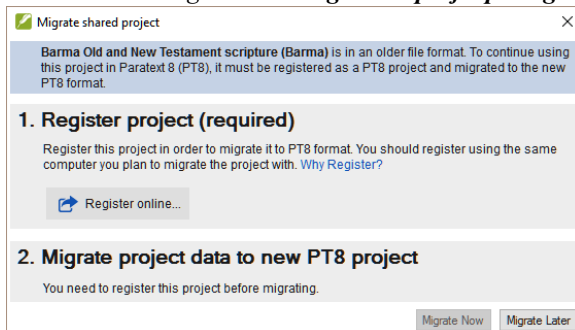 Migrate shared project
Barma Old and New Testament scripture (Barma) is in an older file format. To continue using
this project in Paratext 8 (PT8), it must be registered as a PT8 project and migrated to the new
PT8 format.
1. Register project (required)
Register this project in order to migrate it to PT8 format. You should register using the same
computer you plan to migrate the project with. Why Register?
Register online...
2. Migrate project data to new PT8 project
You need to register this project before migrating.
Migrate Now Migrate Later